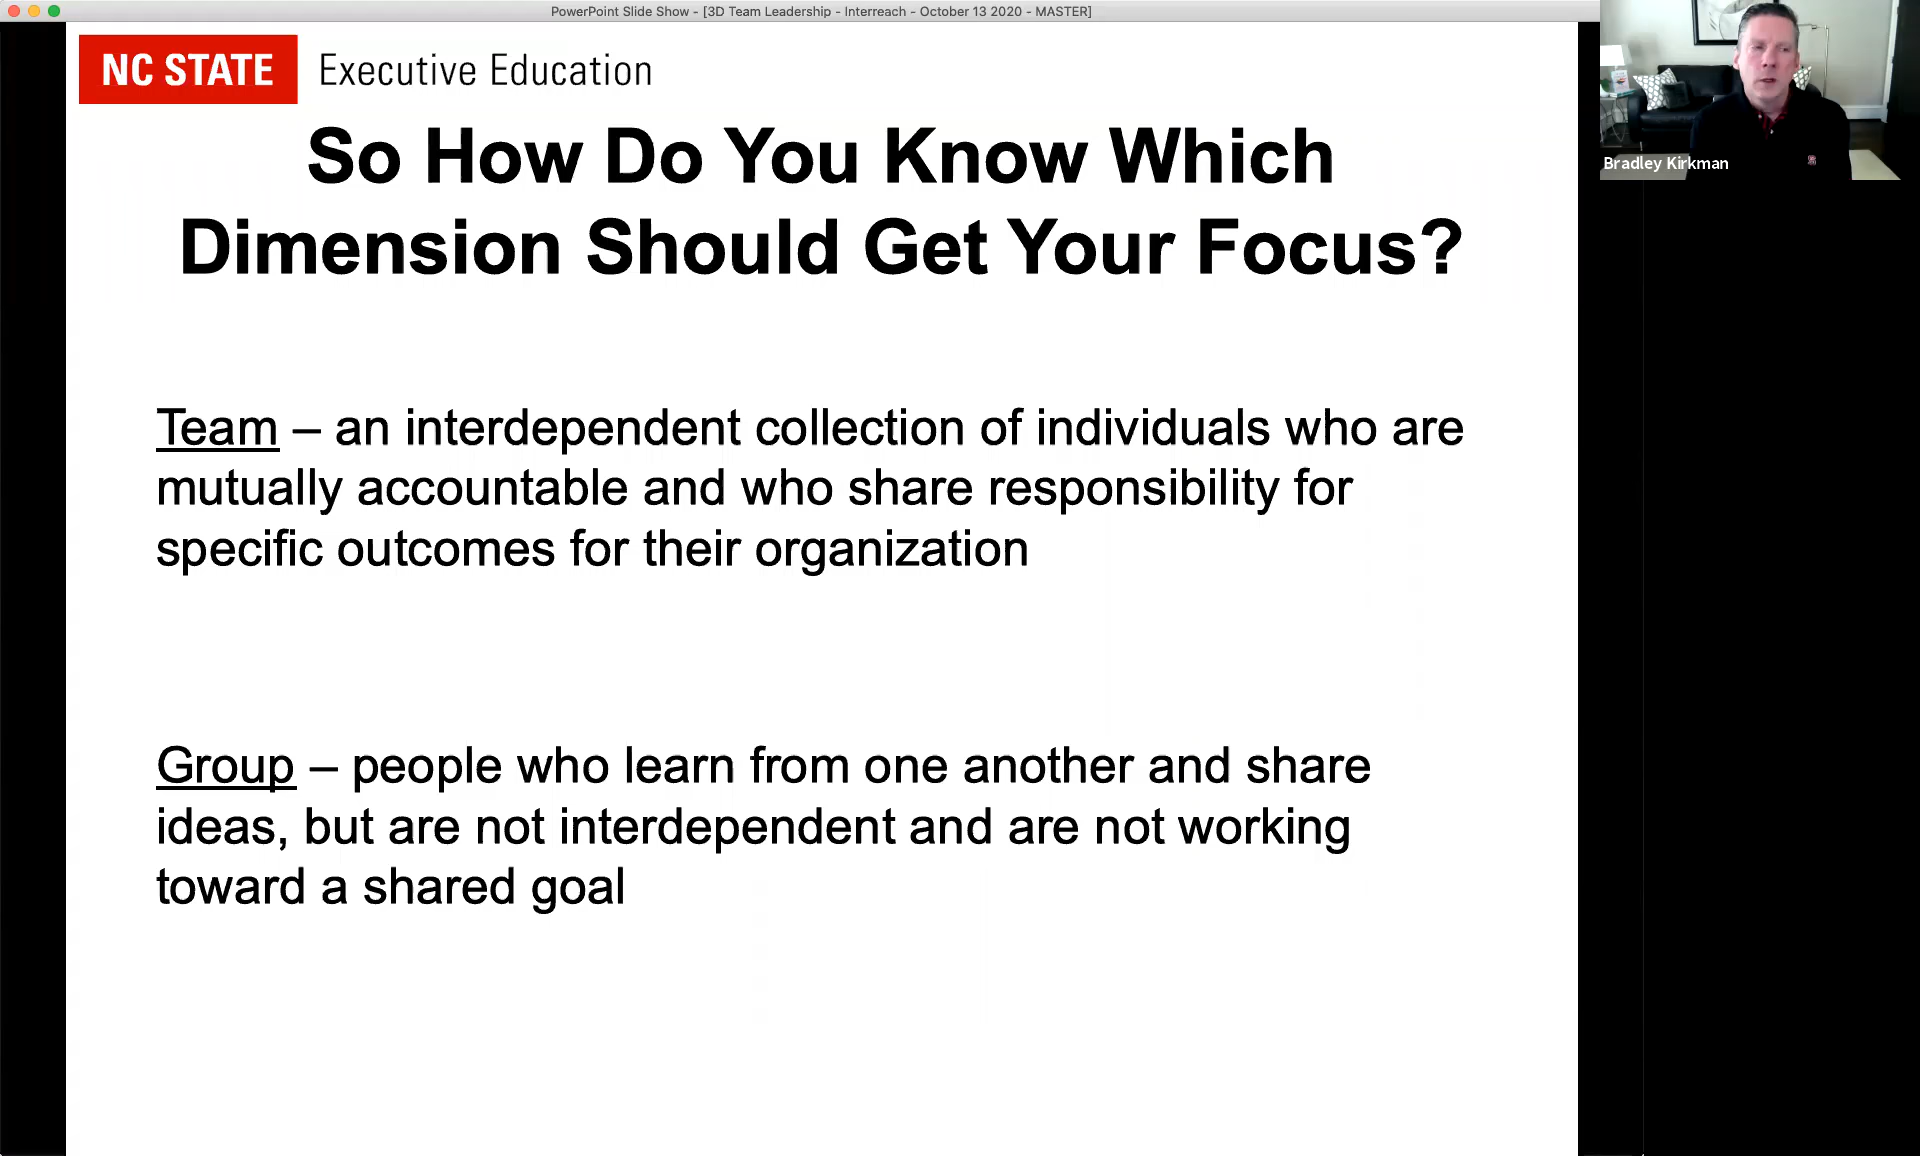 PowerPoint Slide Show - [3D Team Leadership - Interreach - October 13 2020 - MASTER]
NC STATE Executive Education
Bradley Kirkman
So How Do You Know Which
Dimension Should Get Your Focus?
Team – an interdependent collection of individuals who are
mutually accountable and who share responsibility for
specific outcomes for their organization
Group – people who learn from one another and share
ideas, but are not interdependent and are not working
toward a shared goal